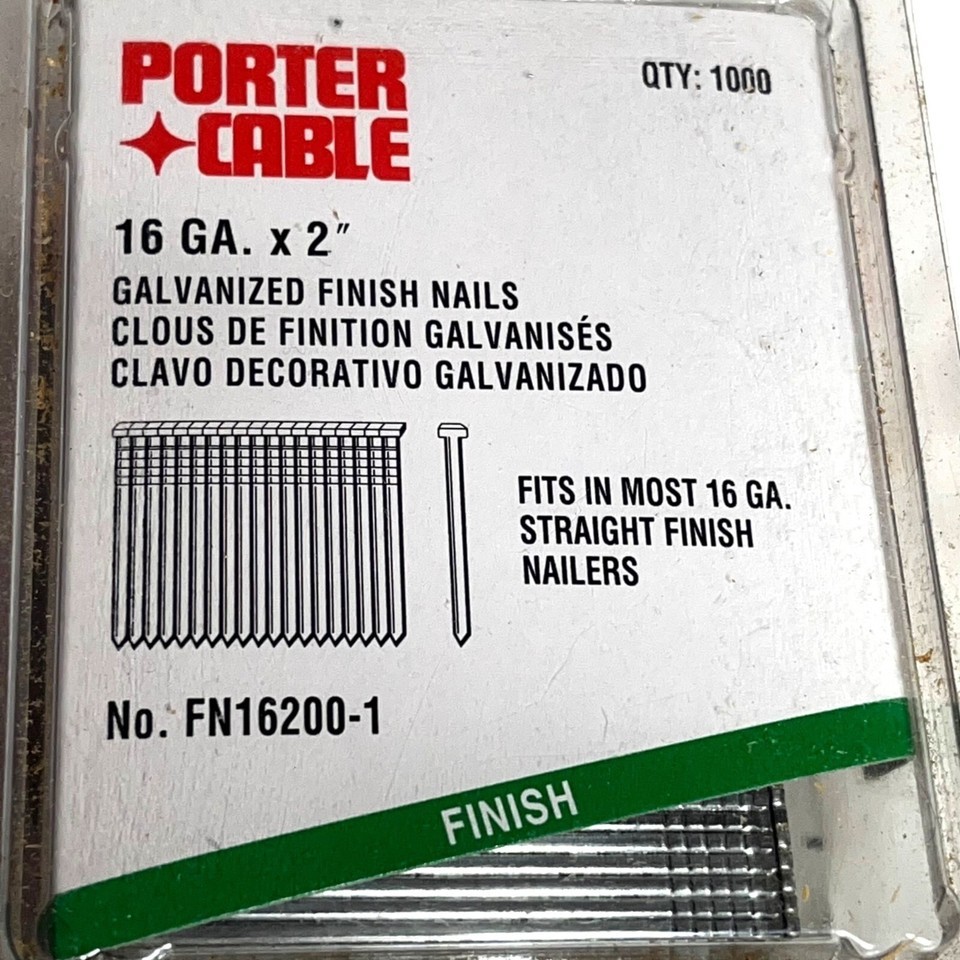 PORTER
CABLE
QTY: 1000
16 GA. x 2"
GALVANIZED FINISH NAILS
CLOUS DE FINITION GALVANISÉS
CLAVO DECORATIVO GALVANIZADO
FITS IN MOST 16 GA.
STRAIGHT FINISH
NAILERS
No. FN16200-1
FINISH